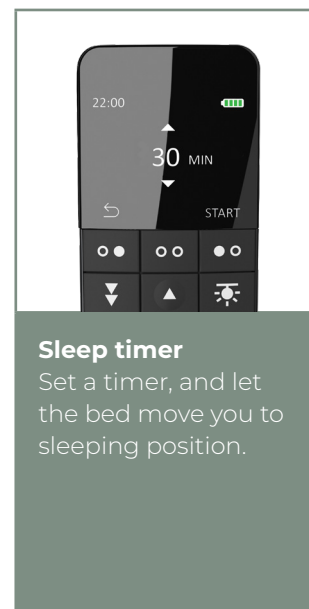 22:00
30 MIN
START
Sleep timer
Set a timer, and let
the bed move you to
sleeping position.